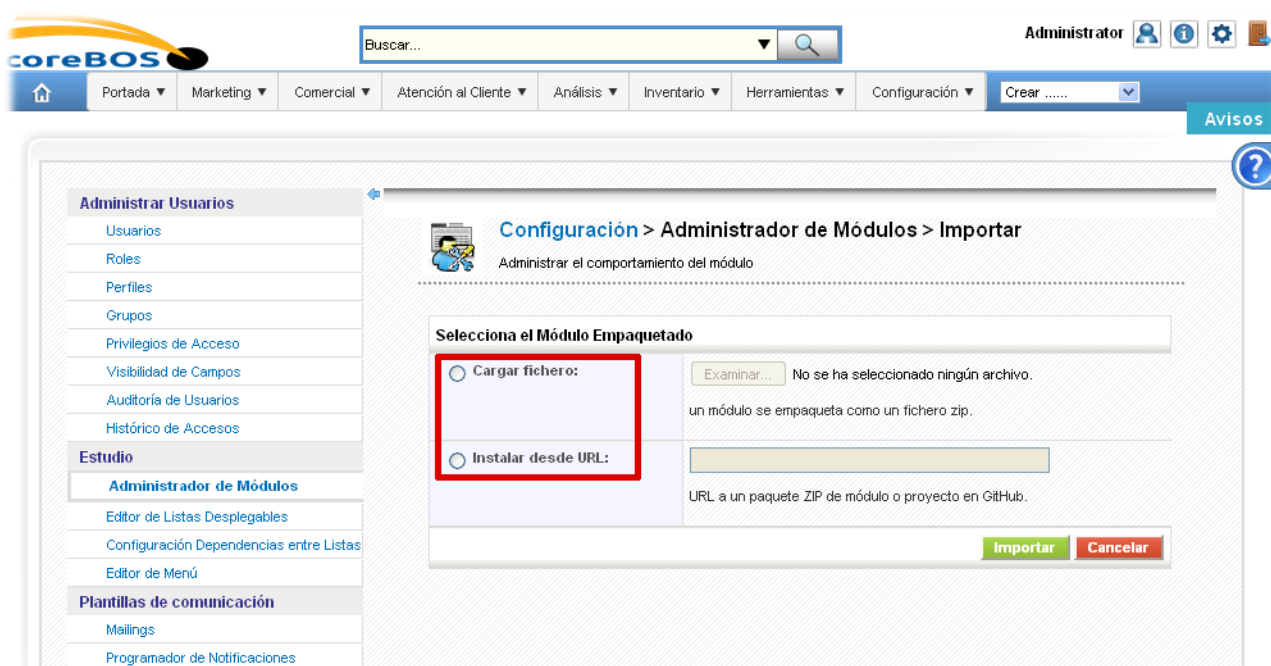 coreBOS
Buscar...
Administrator
Portada
Marketing
Comercial
Atención al Cliente
Análisis
Inventario
Herramientas
Configuración
Crear ......
Avisos
?
Administrar Usuarios
Usuarios
Roles
Perfiles
Grupos
Privilegios de Acceso
Visibilidad de Campos
Auditoría de Usuarios
Histórico de Accesos
Estudio
Administrador de Módulos
Editor de Listas Desplegables
Configuración Dependencias entre Listas
Editor de Menú
Plantillas de comunicación
Mailings
Programador de Notificaciones
Configuración > Administrador de Módulos > Importar
Administrar el comportamiento del módulo
Selecciona el Módulo Empaquetado
Cargar fichero:
Examinar... No se ha seleccionado ningún archivo.
un módulo se empaqueta como un fichero zip.
Instalar desde URL:
URL a un paquete ZIP de módulo o proyecto en GitHub.
Importar
Cancelar